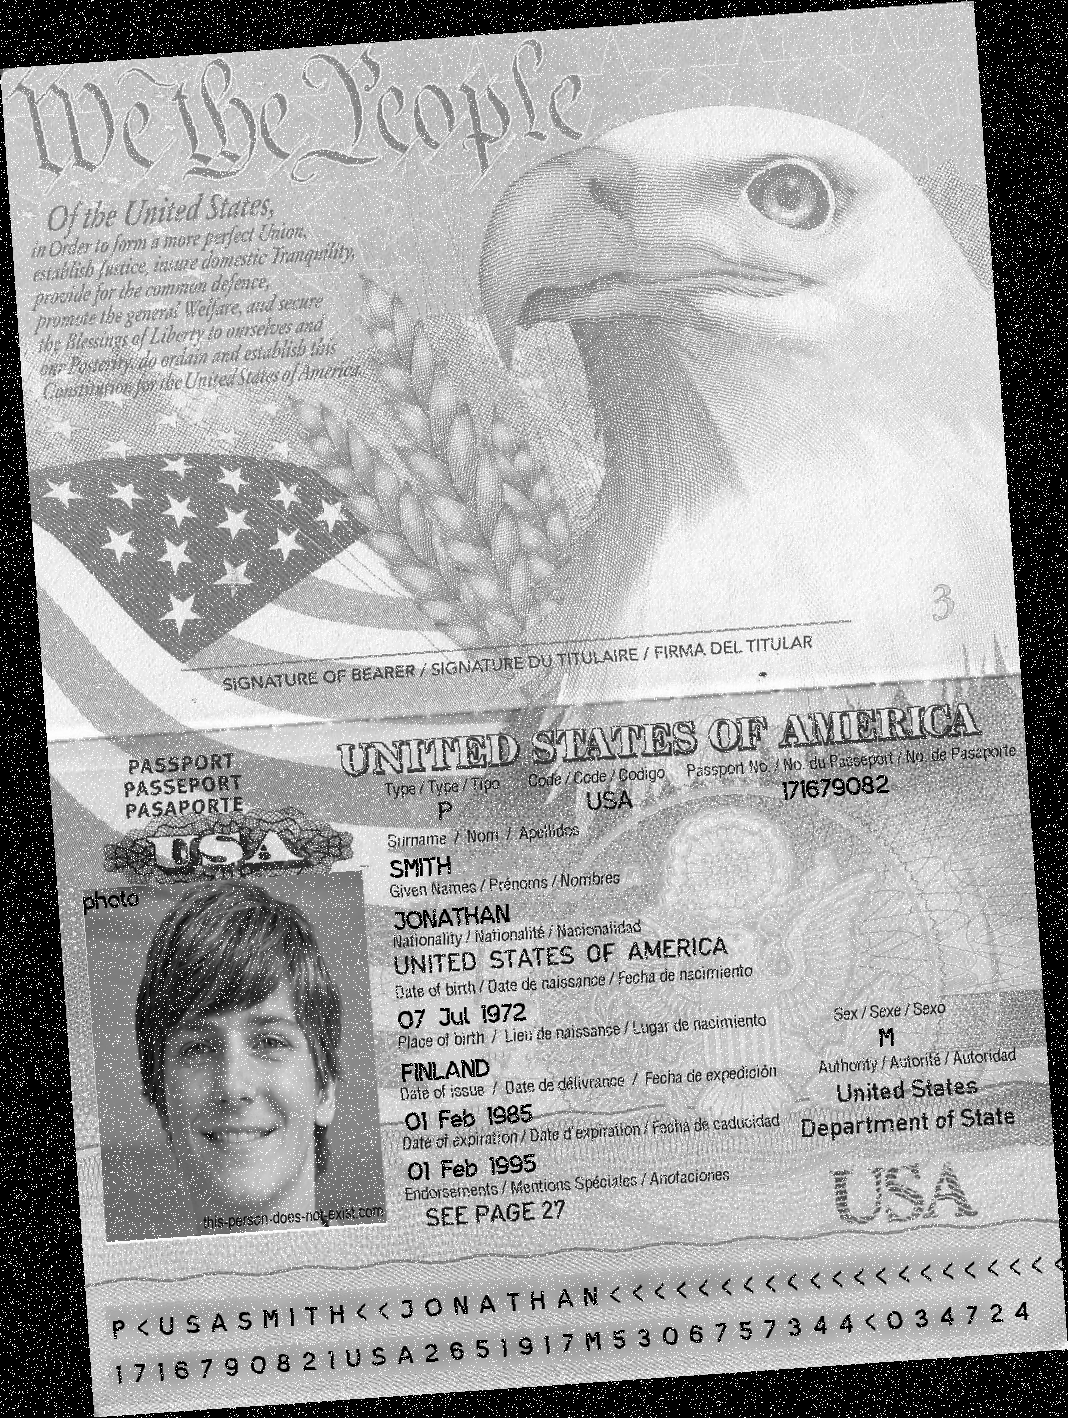 We the People
Of the United States,
in Order to form a more perfect Union,
establish Justice, insure domestic Tranquility,
provide for the common defence,
promote the general Welfare, and secure
the Blessings of Liberty to ourselves and
our Posterity, do ordain and establish this
Constitution for the United States of America.
3
SIGNATURE OF BEARER / SIGNATURE DU TITULAIRE / FIRMA DEL TITULAR
PASSPORT
PASSEPORT
PASAPORTE
USA
UNITED STATES OF AMERICA
Type / Type / Tipo Code / Code / Codigo Passport No. / No. du Passeport / No. de Pasaporte
P USA 171679082
Surname / Nom / Apellidos
SMITH
Given Names / Prénoms / Nombres
JONATHAN
Nationality / Nationalité / Nacionalidad
UNITED STATES OF AMERICA
Date of birth / Date de naissance / Fecha de nacimiento
07 Jul 1972
Place of birth / Lieu de naissance / Lugar de nacimiento
FINLAND
Sex / Sexe / Sexo
M
Date of issue / Date de délivrance / Fecha de expedición
01 Feb 1985
Authority / Autorité / Autoridad
United States
Department of State
Date of expiration / Date d'expiration / Fecha de caducidad
01 Feb 1995
Endorsements / Mentions Spéciales / Anotaciones
SEE PAGE 27
USA
photo
this-person-does-not-exist.com
P<USASMITH<<JONATHAN<<<<<<<<<<<<<<<<<<<<<
1716790821USA2651917M5306757344<034724